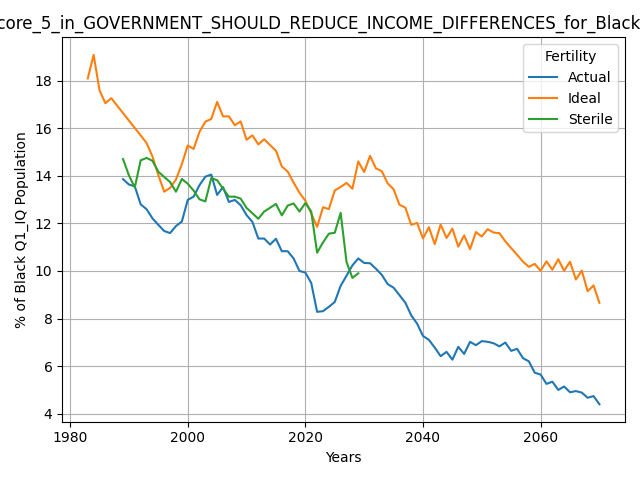 core_5_in_GOVERNMENT_SHOULD_REDUCE_INCOME_DIFFERENCES_for_Black
Fertility
Actual
Ideal
Sterile
% of Black Q1_IQ Population
18
16
14
12
10
8
6
4
1980 2000 2020 2040 2060
Years